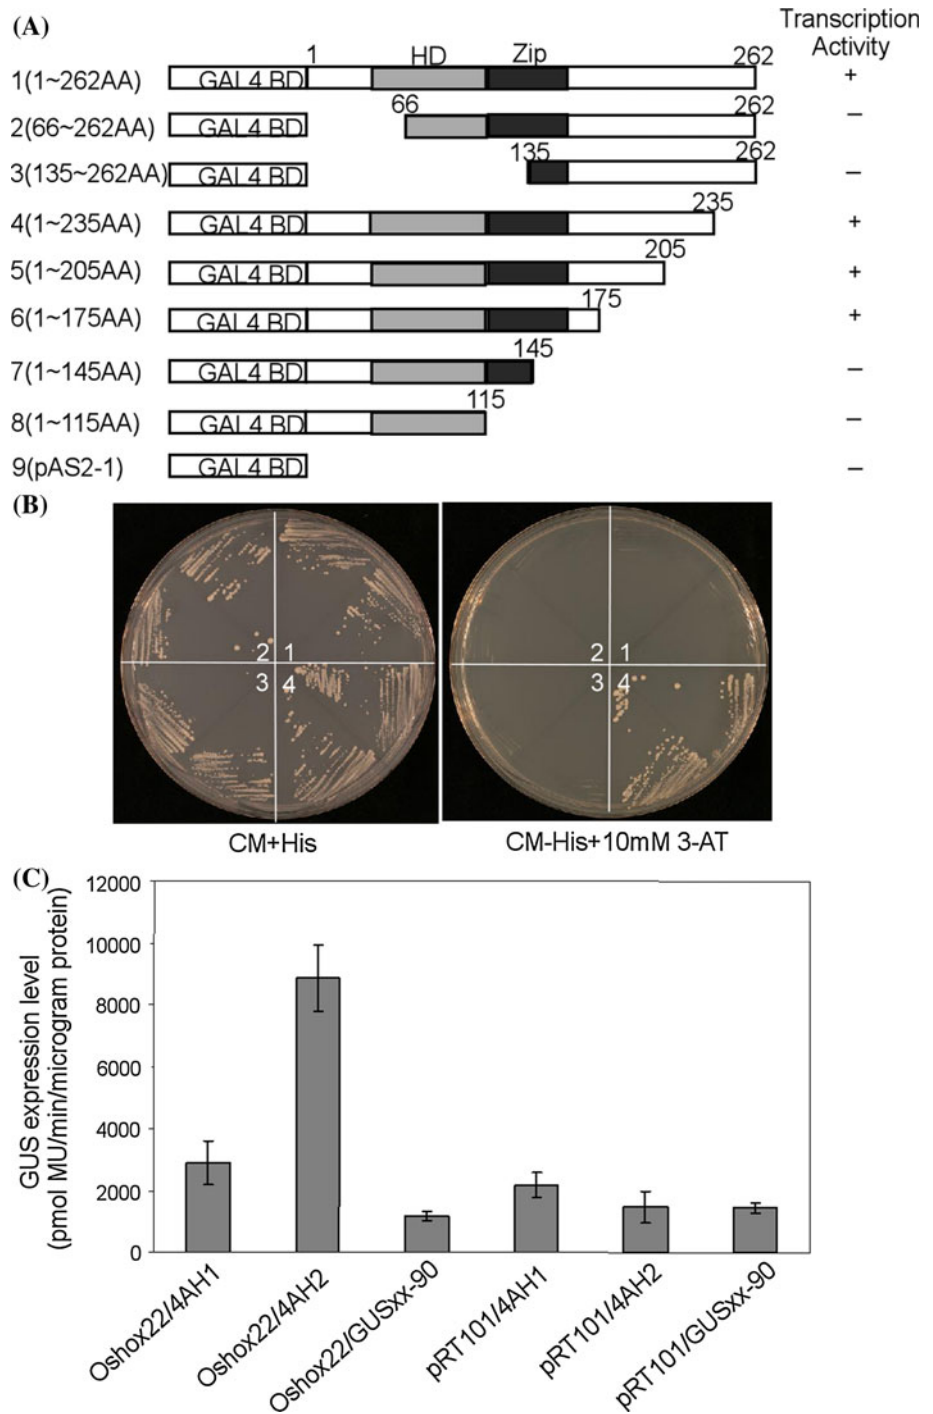 (A)
Transcription
Activity
1 HD Zip 262
1(1~262AA) GAL4 BD +
66 262
2(66~262AA) GAL4 BD −
135 262
3(135~262AA) GAL4 BD −
235
4(1~235AA) GAL4 BD +
205
5(1~205AA) GAL4 BD +
175
6(1~175AA) GAL4 BD +
145
7(1~145AA) GAL4 BD −
115
8(1~115AA) GAL4 BD −
9(pAS2-1) GAL4 BD −
(B)
2 1
3 4
2 1
3 4
CM+His
CM-His+10mM 3-AT
(C)
GUS expression level
(pmol MU/min/microgram protein)
12000
10000
8000
6000
4000
2000
0
Oshox22/4AH1
Oshox22/4AH2
Oshox22/GUSxx-90
pRT101/4AH1
pRT101/4AH2
pRT101/GUSxx-90